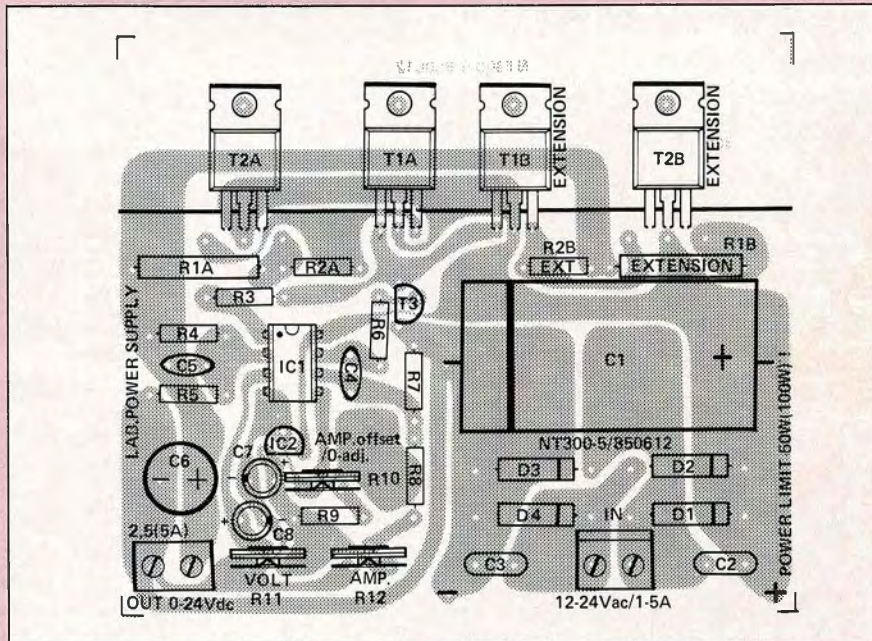 T2A
T1A
T1B
EXTENSION
T2B
EXTENSION
R1A
R2A
R2B
EXT
R1B
EXTENSION
R3
T3
R4
R6
C1
+
IC1
C5
C4
R5
R7
LAB.POWER SUPPLY
NT300-5/850612
POWER LIMIT 50W(100W) !
AMP.offset
/0-adj.
IC2
C7
C6
- +
+
-
R10
R8
D3
D2
2,5(5A)
+
-
C8
R9
D4
IN
D1
VOLT
R11
AMP.
R12
C3
C2
-
+
OUT 0-24Vdc
12-24Vac/1-5A